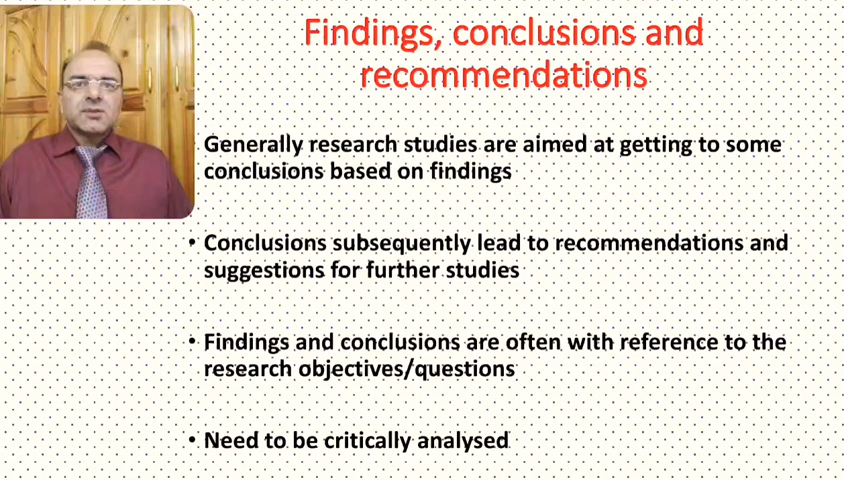 Findings, conclusions and
recommendations
Generally research studies are aimed at getting to some
conclusions based on findings
• Conclusions subsequently lead to recommendations and
suggestions for further studies
• Findings and conclusions are often with reference to the
research objectives/questions
• Need to be critically analysed